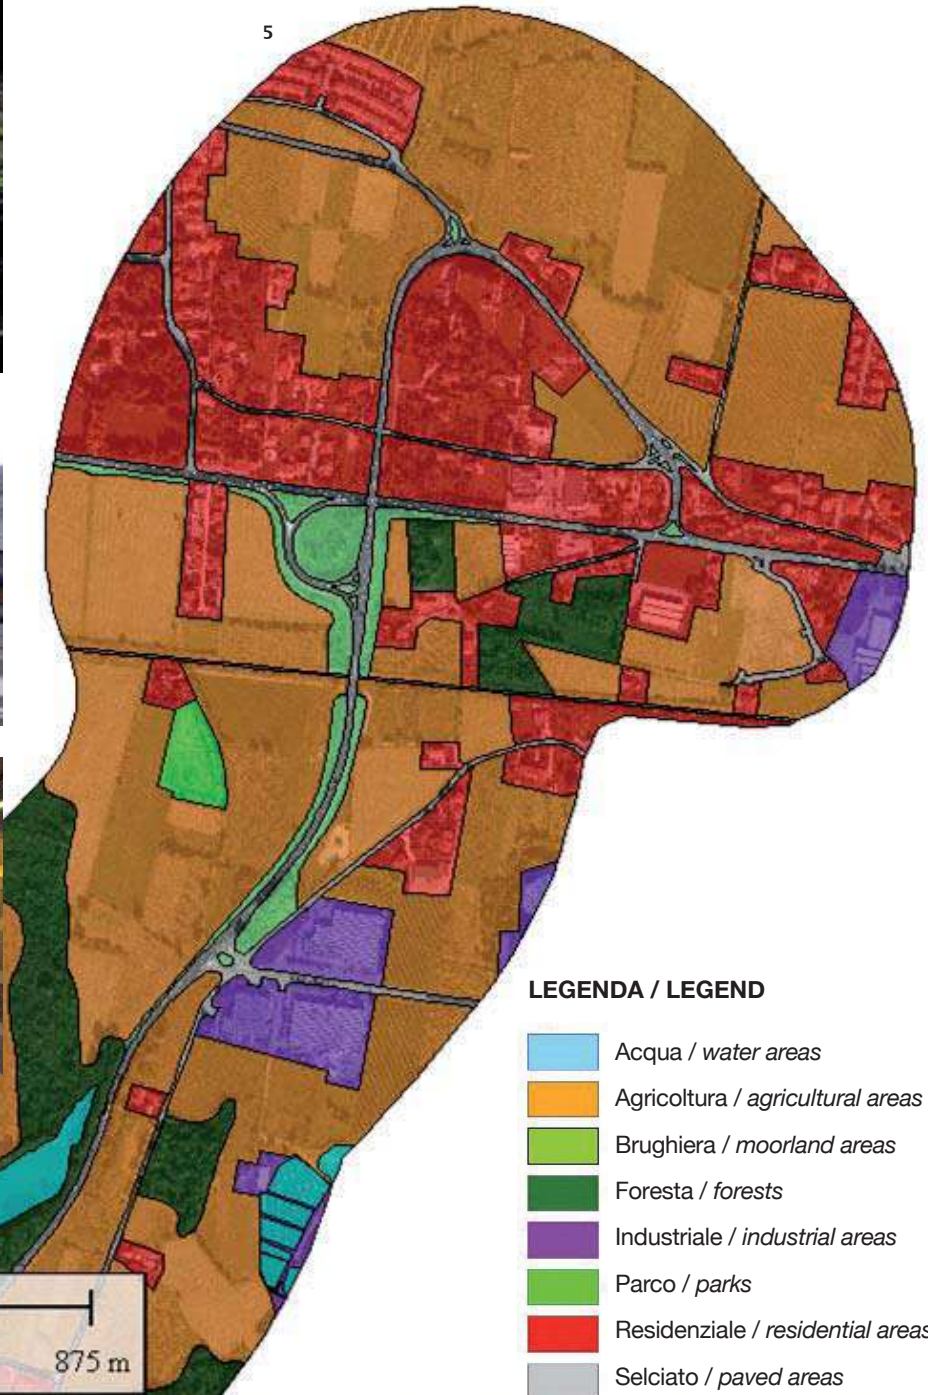 5
LEGENDA / LEGEND
Acqua / water areas
Agricoltura / agricultural areas
Brughiera / moorland areas
Foresta / forests
Industriale / industrial areas
Parco / parks
Residenziale / residential areas
Selciato / paved areas
875 m